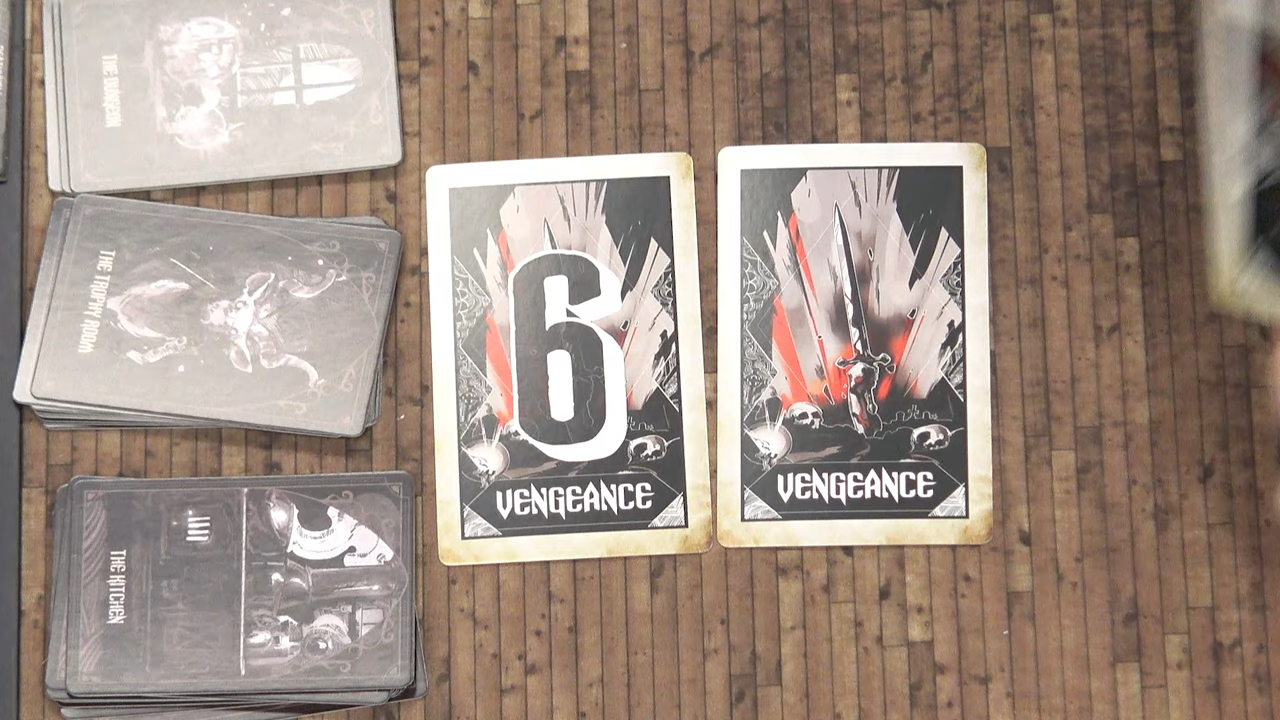 THE DUNGEON
THE TROPHY ROOM
THE KITCHEN
6
VENGEANCE
VENGEANCE